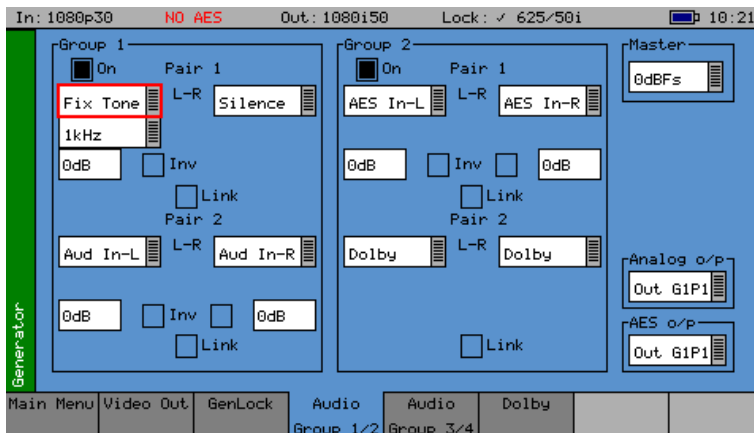 In:1080p30 NO AES Out:1080i50 Lock:✓ 625/50i 10:21
Group 1
On Pair 1
Fix Tone L-R Silence
1kHz
0dB Inv
Link
Pair 2
Aud In-L L-R Aud In-R
0dB Inv 0dB
Link
Group 2
On Pair 1
AES In-L L-R AES In-R
0dB Inv 0dB
Link
Pair 2
Dolby L-R Dolby
Link
Master
0dBFs
Analog o/p
Out G1P1
AES o/p
Out G1P1
Generator
Main Menu Video Out GenLock Audio Group 1/2 Audio Group 3/4 Dolby